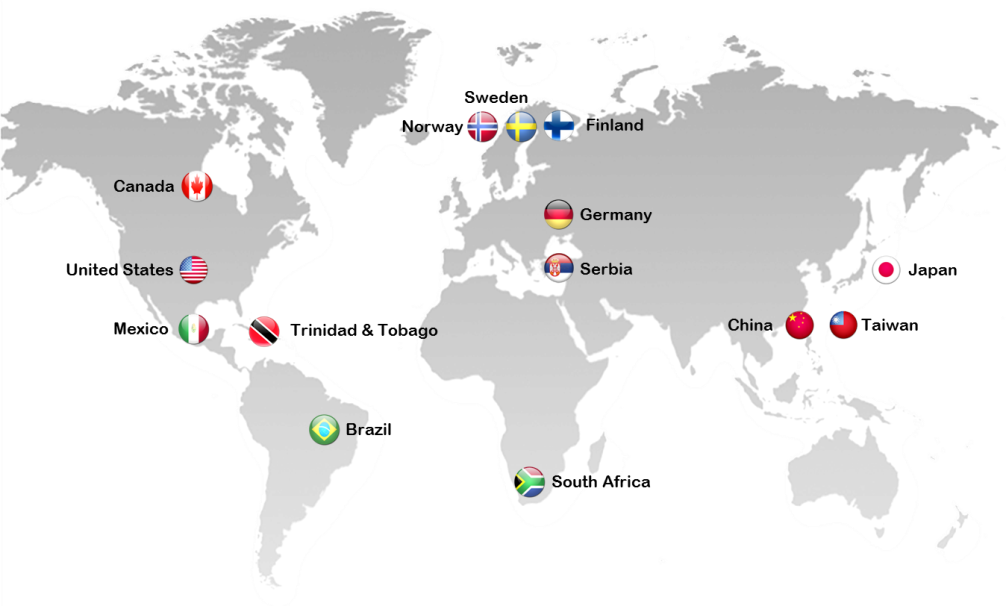 Sweden
Norway
Finland
Canada
Germany
United States
Serbia
Japan
Mexico
Trinidad & Tobago
China
Taiwan
Brazil
South Africa